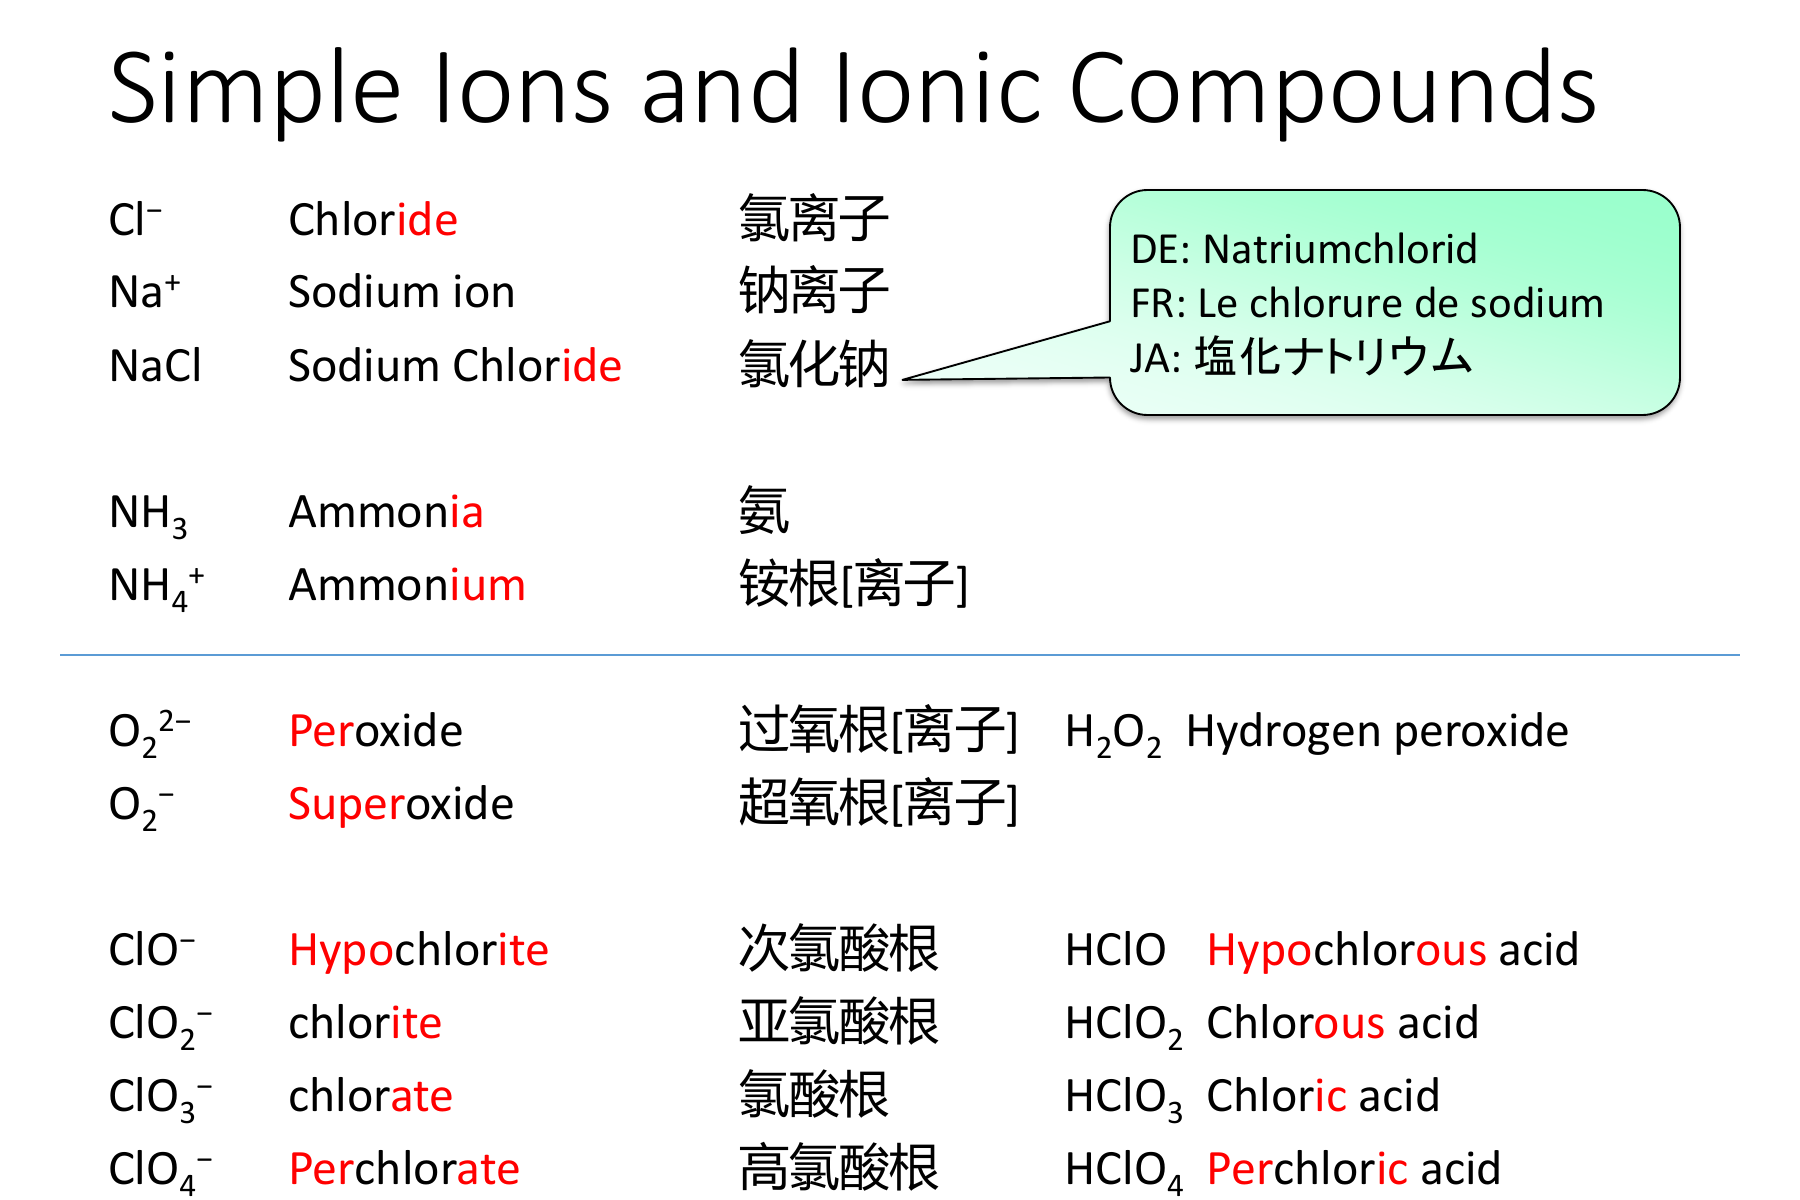 Simple Ions and Ionic Compounds
Cl⁻ Chloride 氯离子
Na⁺ Sodium ion 钠离子
NaCl Sodium Chloride 氯化钠
DE: Natriumchlorid
FR: Le chlorure de sodium
JA: 塩化ナトリウム
NH₃ Ammonia 氨
NH₄⁺ Ammonium 铵根[离子]
O₂²⁻ Peroxide 过氧根[离子] H₂O₂ Hydrogen peroxide
O₂⁻ Superoxide 超氧根[离子]
ClO⁻ Hypochlorite 次氯酸根 HClO Hypochlorous acid
ClO₂⁻ chlorite 亚氯酸根 HClO₂ Chlorous acid
ClO₃⁻ chlorate 氯酸根 HClO₃ Chloric acid
ClO₄⁻ Perchlorate 高氯酸根 HClO₄ Perchloric acid